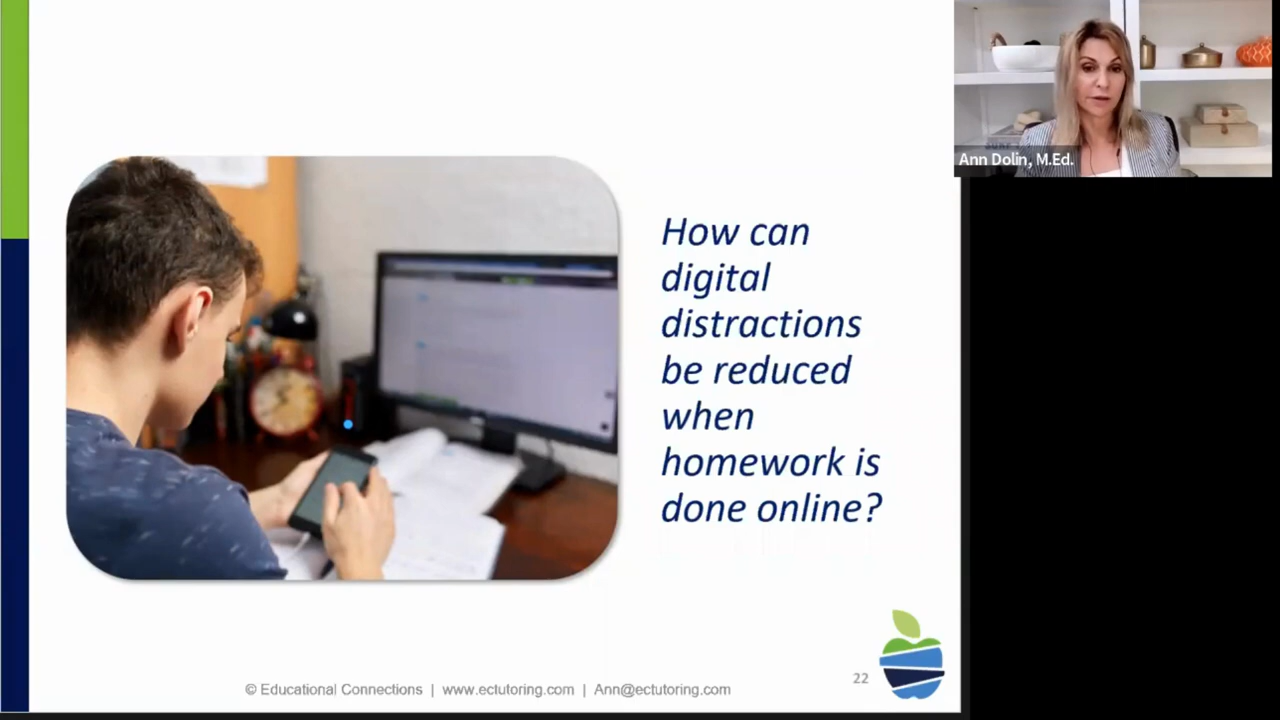 Ann Dolin, M.Ed.
How can
digital
distractions
be reduced
when
homework is
done online?
22
© Educational Connections | www.ectutoring.com | Ann@ectutoring.com